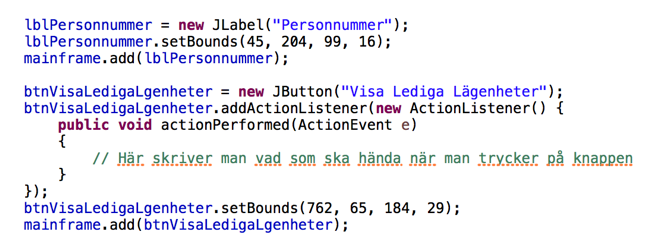 lblPersonnummer = new JLabel("Personnummer");
lblPersonnummer.setBounds(45, 204, 99, 16);
mainframe.add(lblPersonnummer);
btnVisaLedigaLgenheter = new JButton("Visa Lediga Lägenheter");
btnVisaLedigaLgenheter.addActionListener(new ActionListener() {
public void actionPerformed(ActionEvent e)
{
// Här skriver man vad som ska hända när man trycker på knappen
}
});
btnVisaLedigaLgenheter.setBounds(762, 65, 184, 29);
mainframe.add(btnVisaLedigaLgenheter);